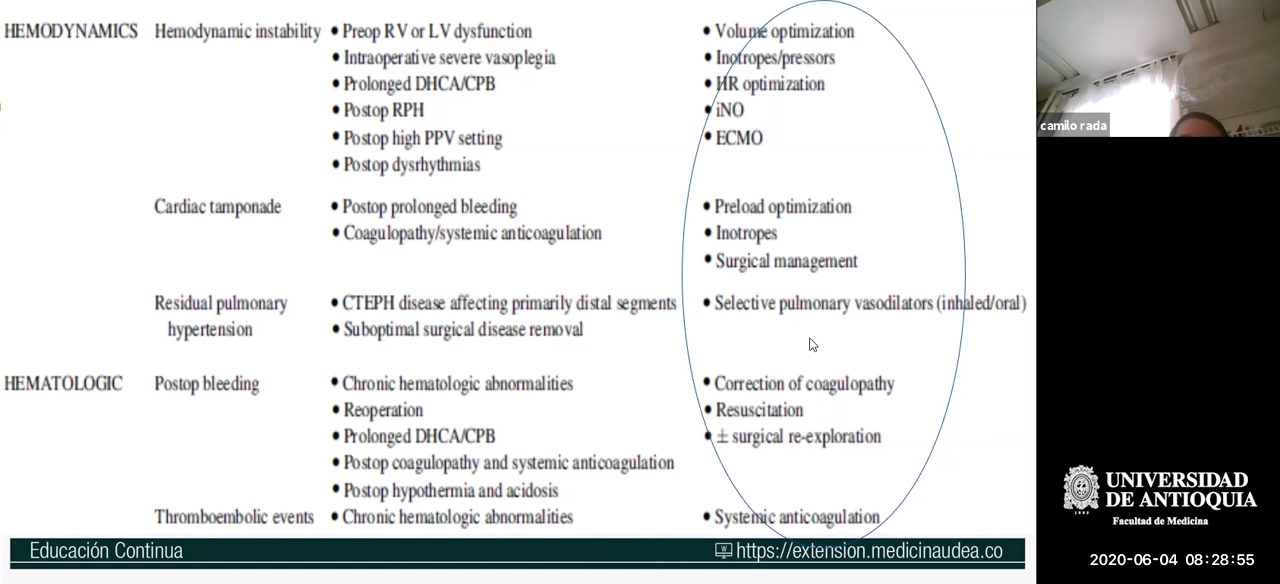 HEMODYNAMICS Hemodynamic instability • Preop RV or LV dysfunction • Volume optimization
• Intraoperative severe vasoplegia • Inotropes/pressors
• Prolonged DHCA/CPB • HR optimization
• Postop RPH • iNO
• Postop high PPV setting • ECMO
• Postop dysrhythmias
Cardiac tamponade • Postop prolonged bleeding • Preload optimization
• Coagulopathy/systemic anticoagulation • Inotropes
• Surgical management
Residual pulmonary • CTEPH disease affecting primarily distal segments • Selective pulmonary vasodilators (inhaled/oral)
hypertension • Suboptimal surgical disease removal
HEMATOLOGIC Postop bleeding • Chronic hematologic abnormalities • Correction of coagulopathy
• Reoperation • Resuscitation
• Prolonged DHCA/CPB • ± surgical re-exploration
• Postop coagulopathy and systemic anticoagulation
• Postop hypothermia and acidosis
Thromboembolic events • Chronic hematologic abnormalities • Systemic anticoagulation
Educación Continua https://extension.medicinaudea.co
camilo rada
UNIVERSIDAD
DE ANTIOQUIA
1803
Facultad de Medicina
2020-06-04 08:28:55